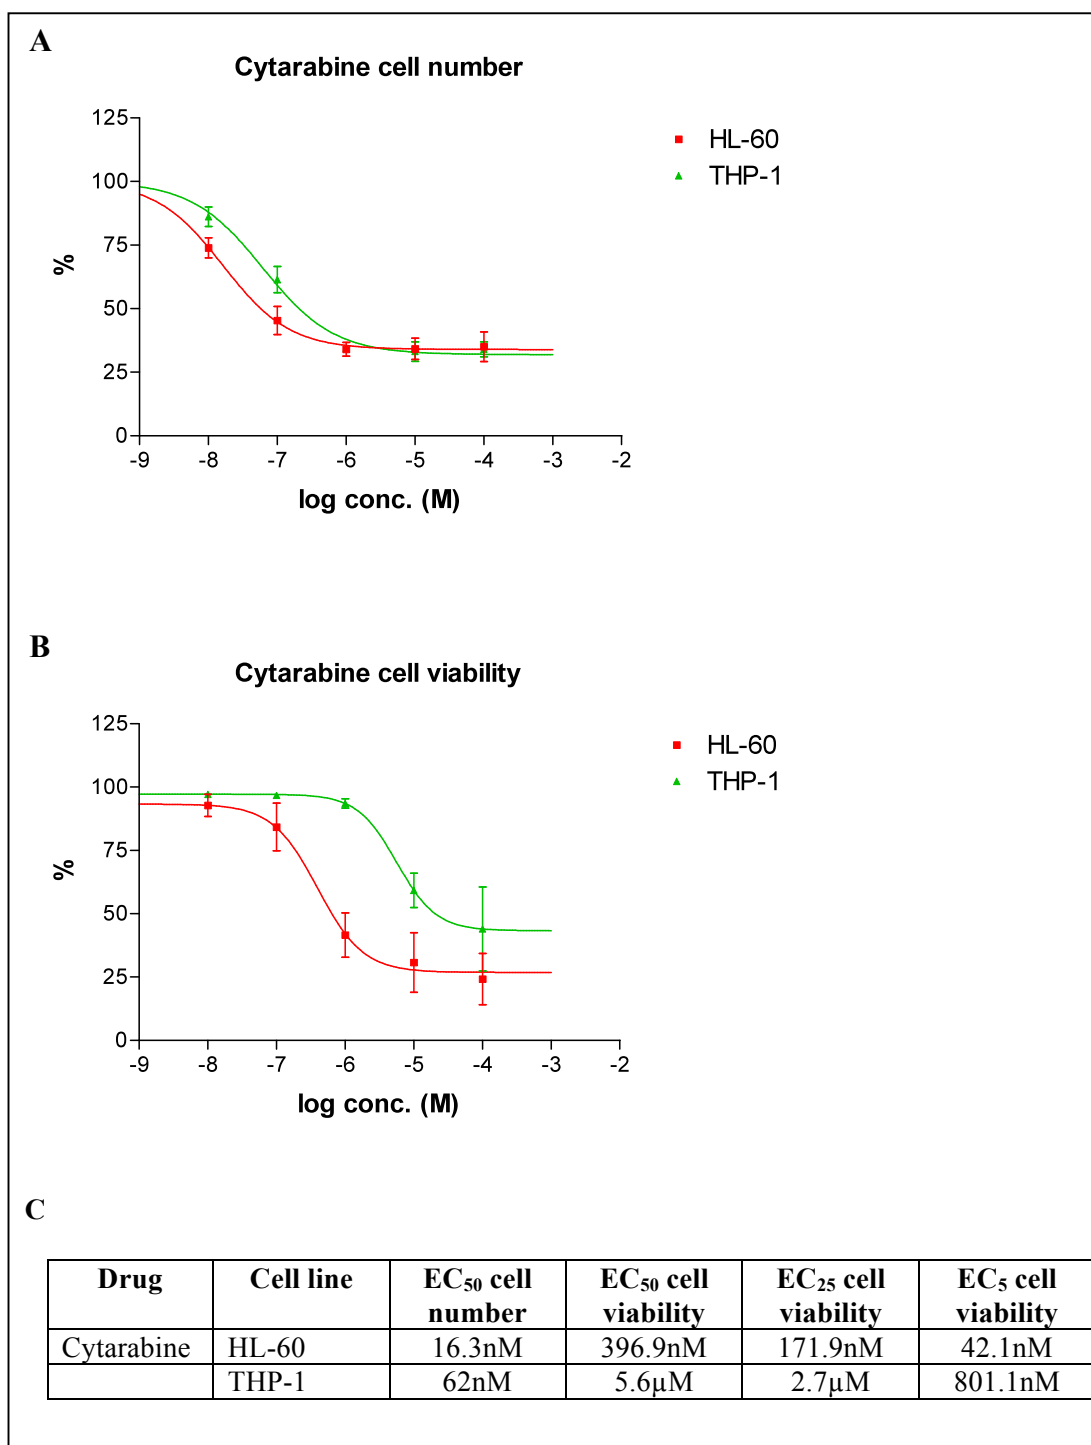 A
Cytarabine cell number
125
100
75
50
25
0
%
-9 -8 -7 -6 -5 -4 -3 -2
log conc. (M)
HL-60
THP-1
B
Cytarabine cell viability
125
100
75
50
25
0
%
-9 -8 -7 -6 -5 -4 -3 -2
log conc. (M)
HL-60
THP-1
C
Drug Cell line EC₅₀ cell number EC₅₀ cell viability EC₂₅ cell viability EC₅ cell viability
Cytarabine HL-60 16.3nM 396.9nM 171.9nM 42.1nM
THP-1 62nM 5.6µM 2.7µM 801.1nM